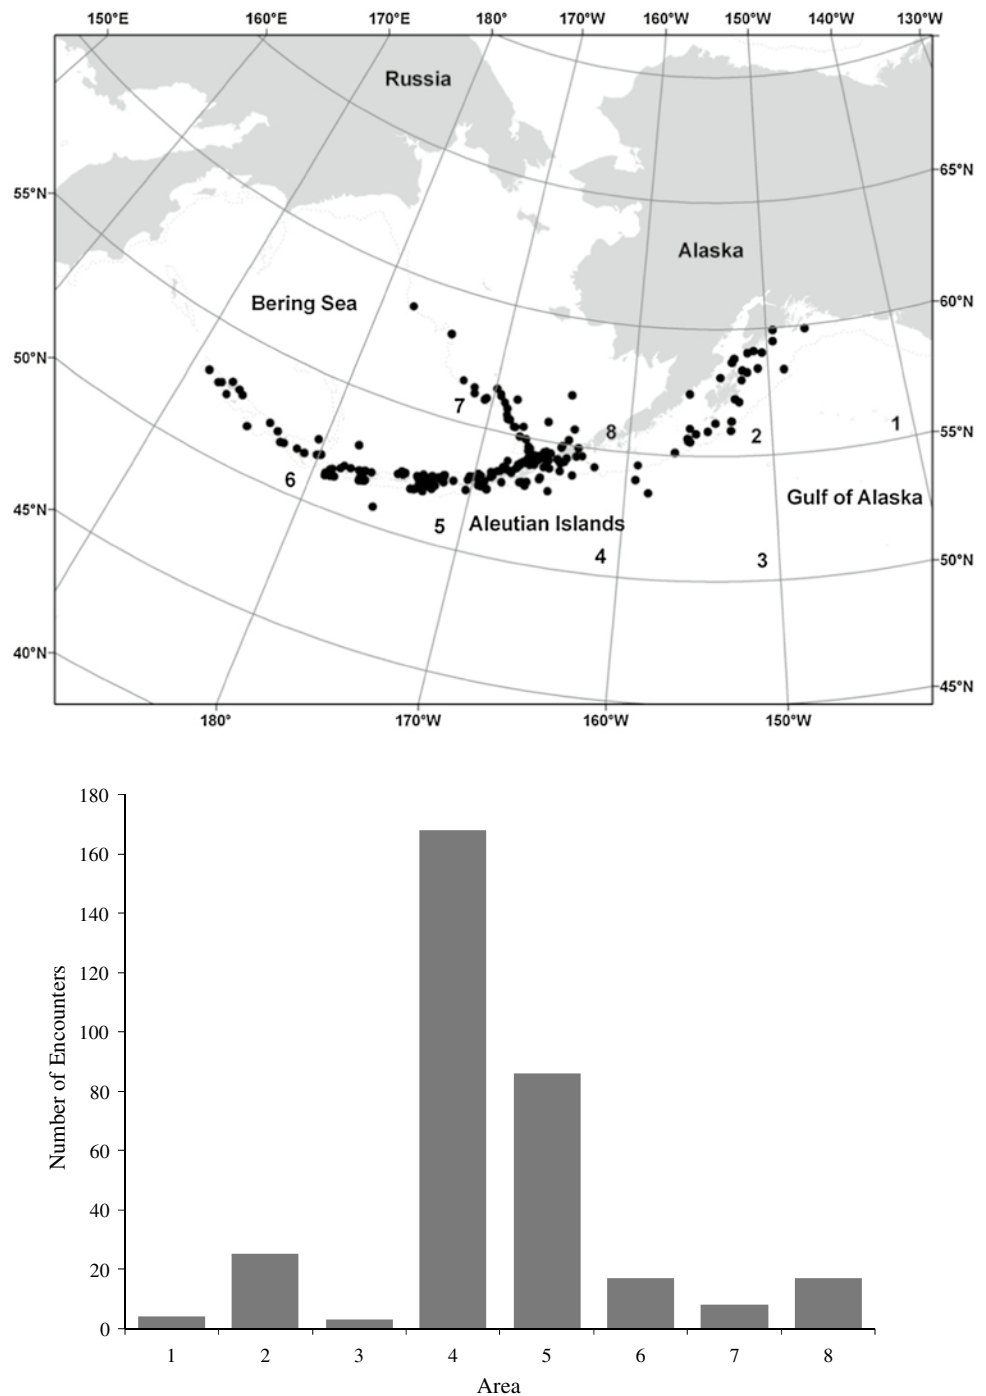 150°E 160°E 170°E 180° 170°W 160°W 150°W 140°W 130°W
Russia
65°N
55°N
Alaska
60°N
Bering Sea
50°N
7
8
1
55°N
2
6
Gulf of Alaska
45°N
5
Aleutian Islands
4
3
50°N
40°N
45°N
180° 170°W 160°W 150°W
180
160
140
120
100
80
60
40
20
0
Number of Encounters
1 2 3 4 5 6 7 8
Area